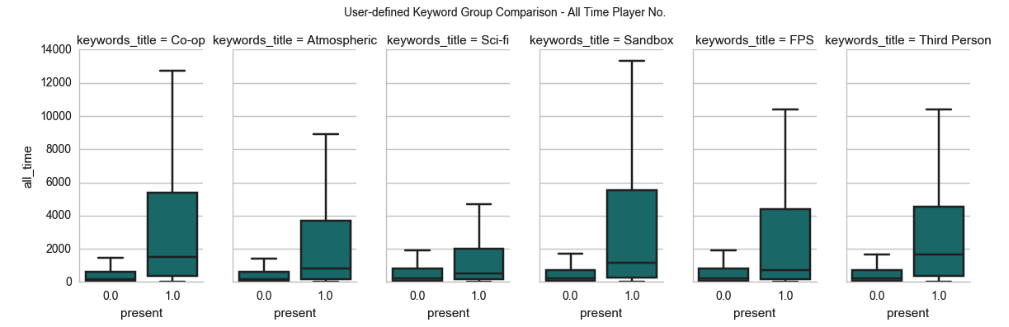 User-defined Keyword Group Comparison - All Time Player No.
keywords_title = Co-op keywords_title = Atmospheric keywords_title = Sci-fi keywords_title = Sandbox keywords_title = FPS keywords_title = Third Person
14000
12000
10000
8000
6000
4000
2000
0
all_time
0.0 1.0 0.0 1.0 0.0 1.0 0.0 1.0 0.0 1.0 0.0 1.0
present present present present present present